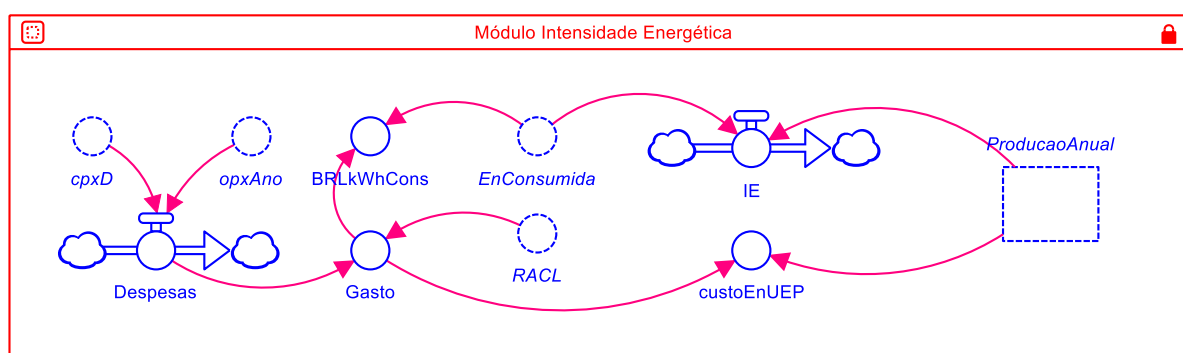 Módulo Intensidade Energética
ProducaoAnual
cpxD
opxAno
BRLkWhCons
EnConsumida
IE
RACL
Despesas
Gasto
custoEnUEP